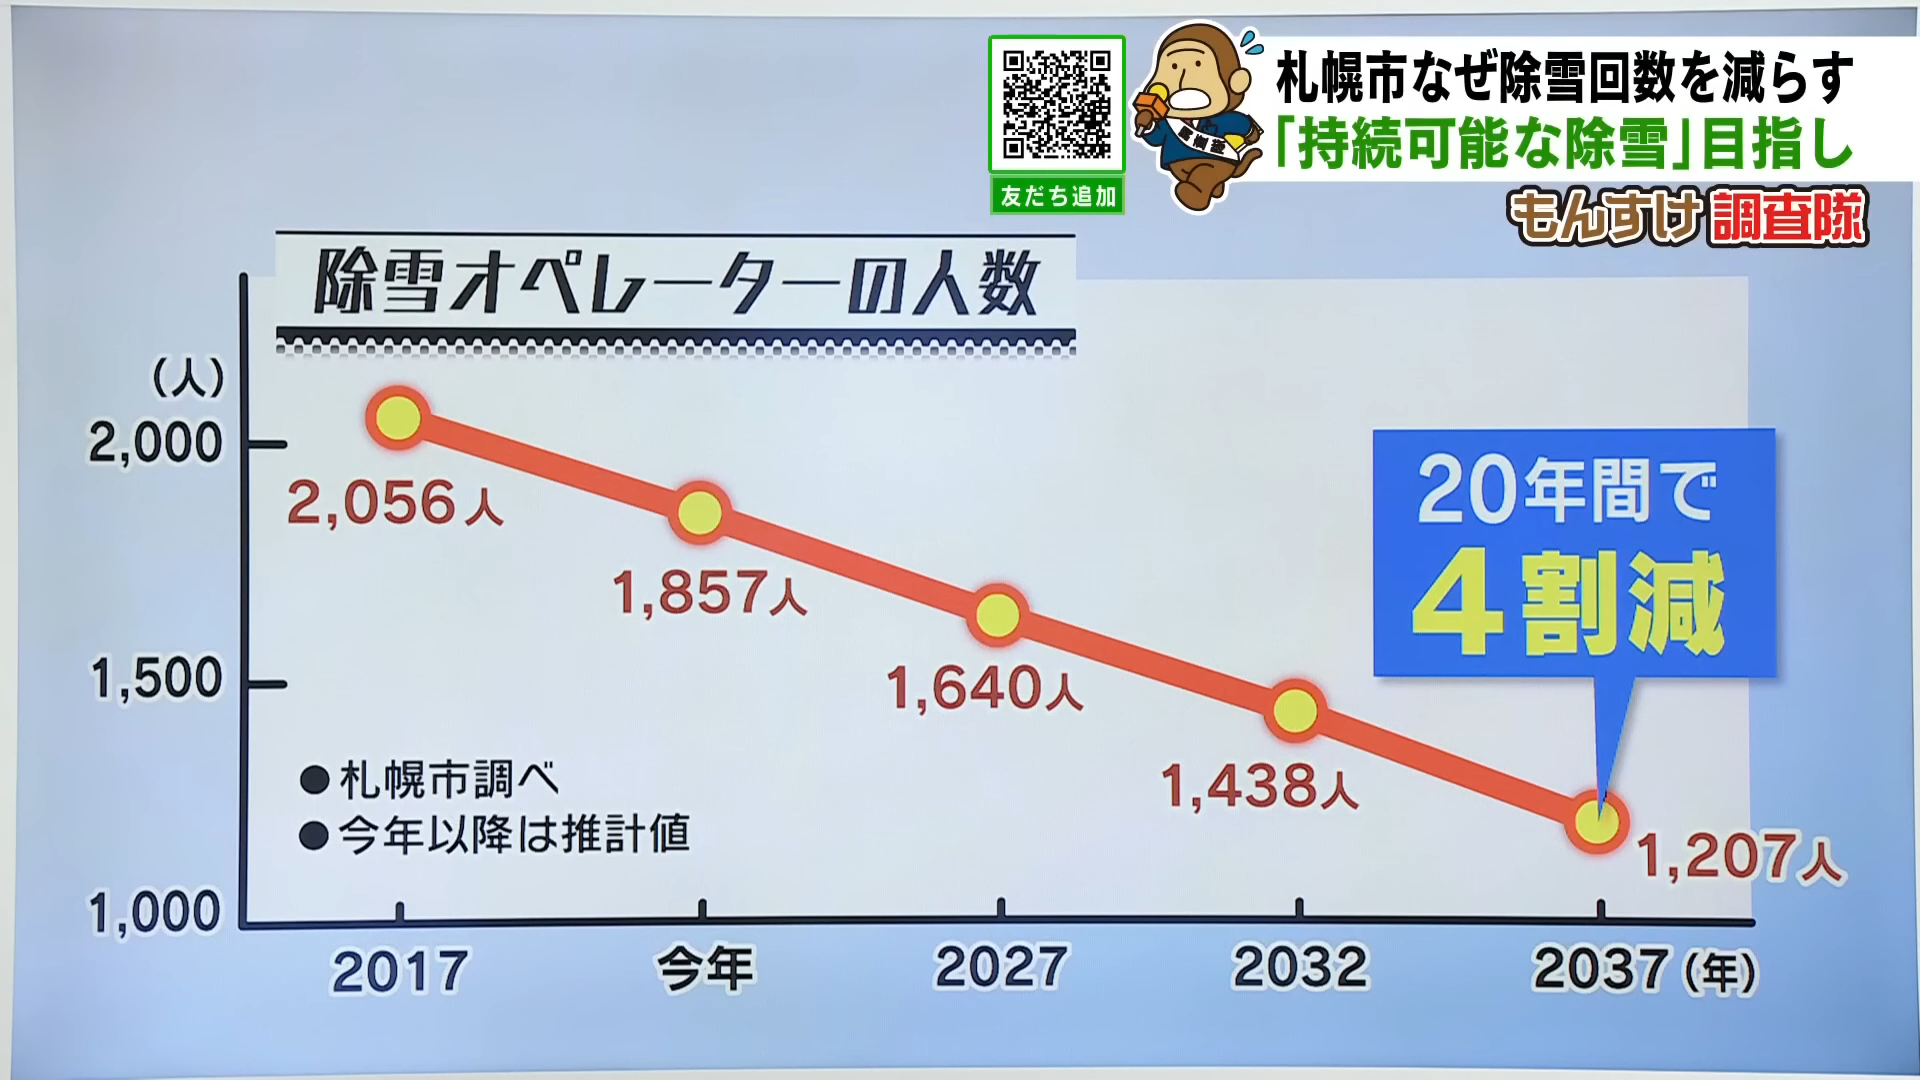 札幌市なぜ除雪回数を減らす
「持続可能な除雪」目指し
もんすけ調査隊
友だち追加
調査隊
除雪オペレーターの人数
(人)
2,000
1,500
1,000
2,056人
1,857人
1,640人
1,438人
1,207人
20年間で
4割減
●札幌市調べ
●今年以降は推計値
2017 今年 2027 2032 2037(年)